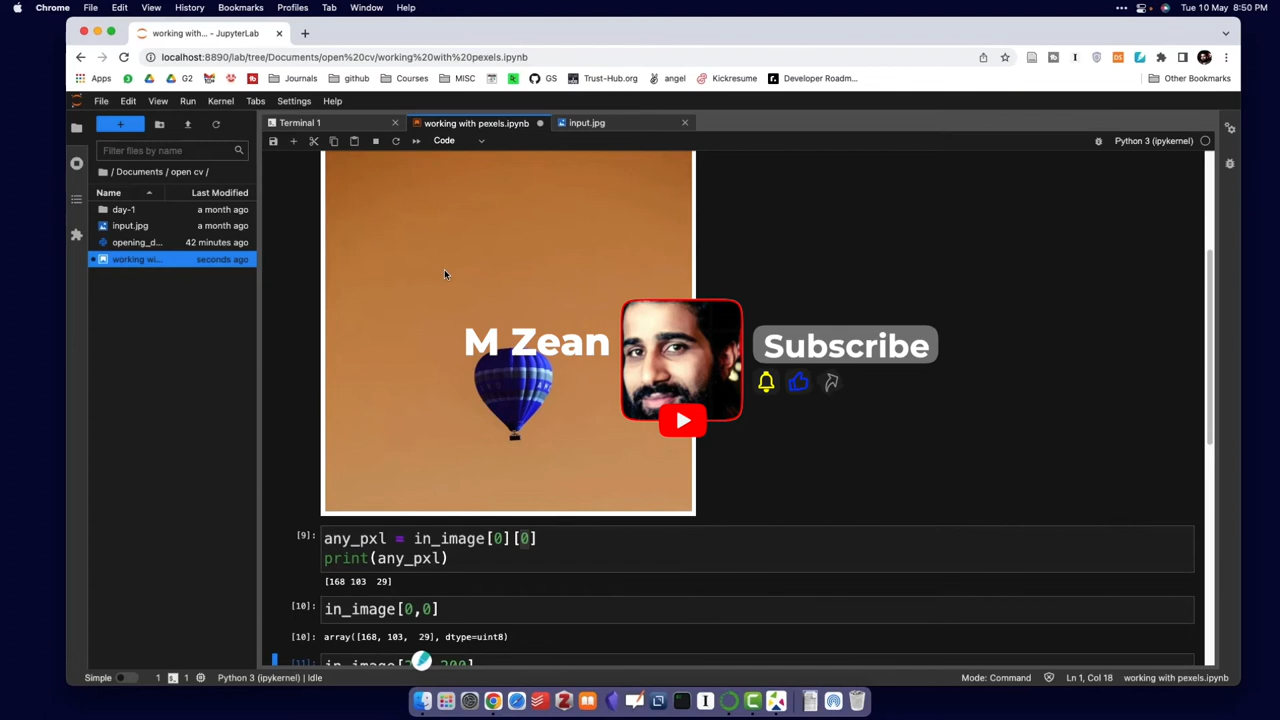 Chrome File Edit View History Bookmarks Profiles Tab Window Help Tue 10 May 8:50 PM
working with... - JupyterLab
localhost:8890/lab/tree/Documents/open%20cv/working%20with%20pexels.ipynb
Apps Journals github Courses MISC GS Trust-Hub.org angel Kickresume Developer Roadm... Other Bookmarks
File Edit View Run Kernel Tabs Settings Help
Terminal 1 working with pexels.ipynb input.jpg
Filter files by name Code Python 3 (ipykernel)
/ Documents / open cv /
Name Last Modified
day-1 a month ago
input.jpg a month ago
opening_d... 42 minutes ago
working wi... seconds ago
M Zean Subscribe
[9]: any_pxl = in_image[0][0]
print(any_pxl)
[168 103 29]
[10]: in_image[0,0]
[10]: array([168, 103, 29], dtype=uint8)
Simple 1 1 Python 3 (ipykernel) | Idle Mode: Command Ln 1, Col 18 working with pexels.ipynb